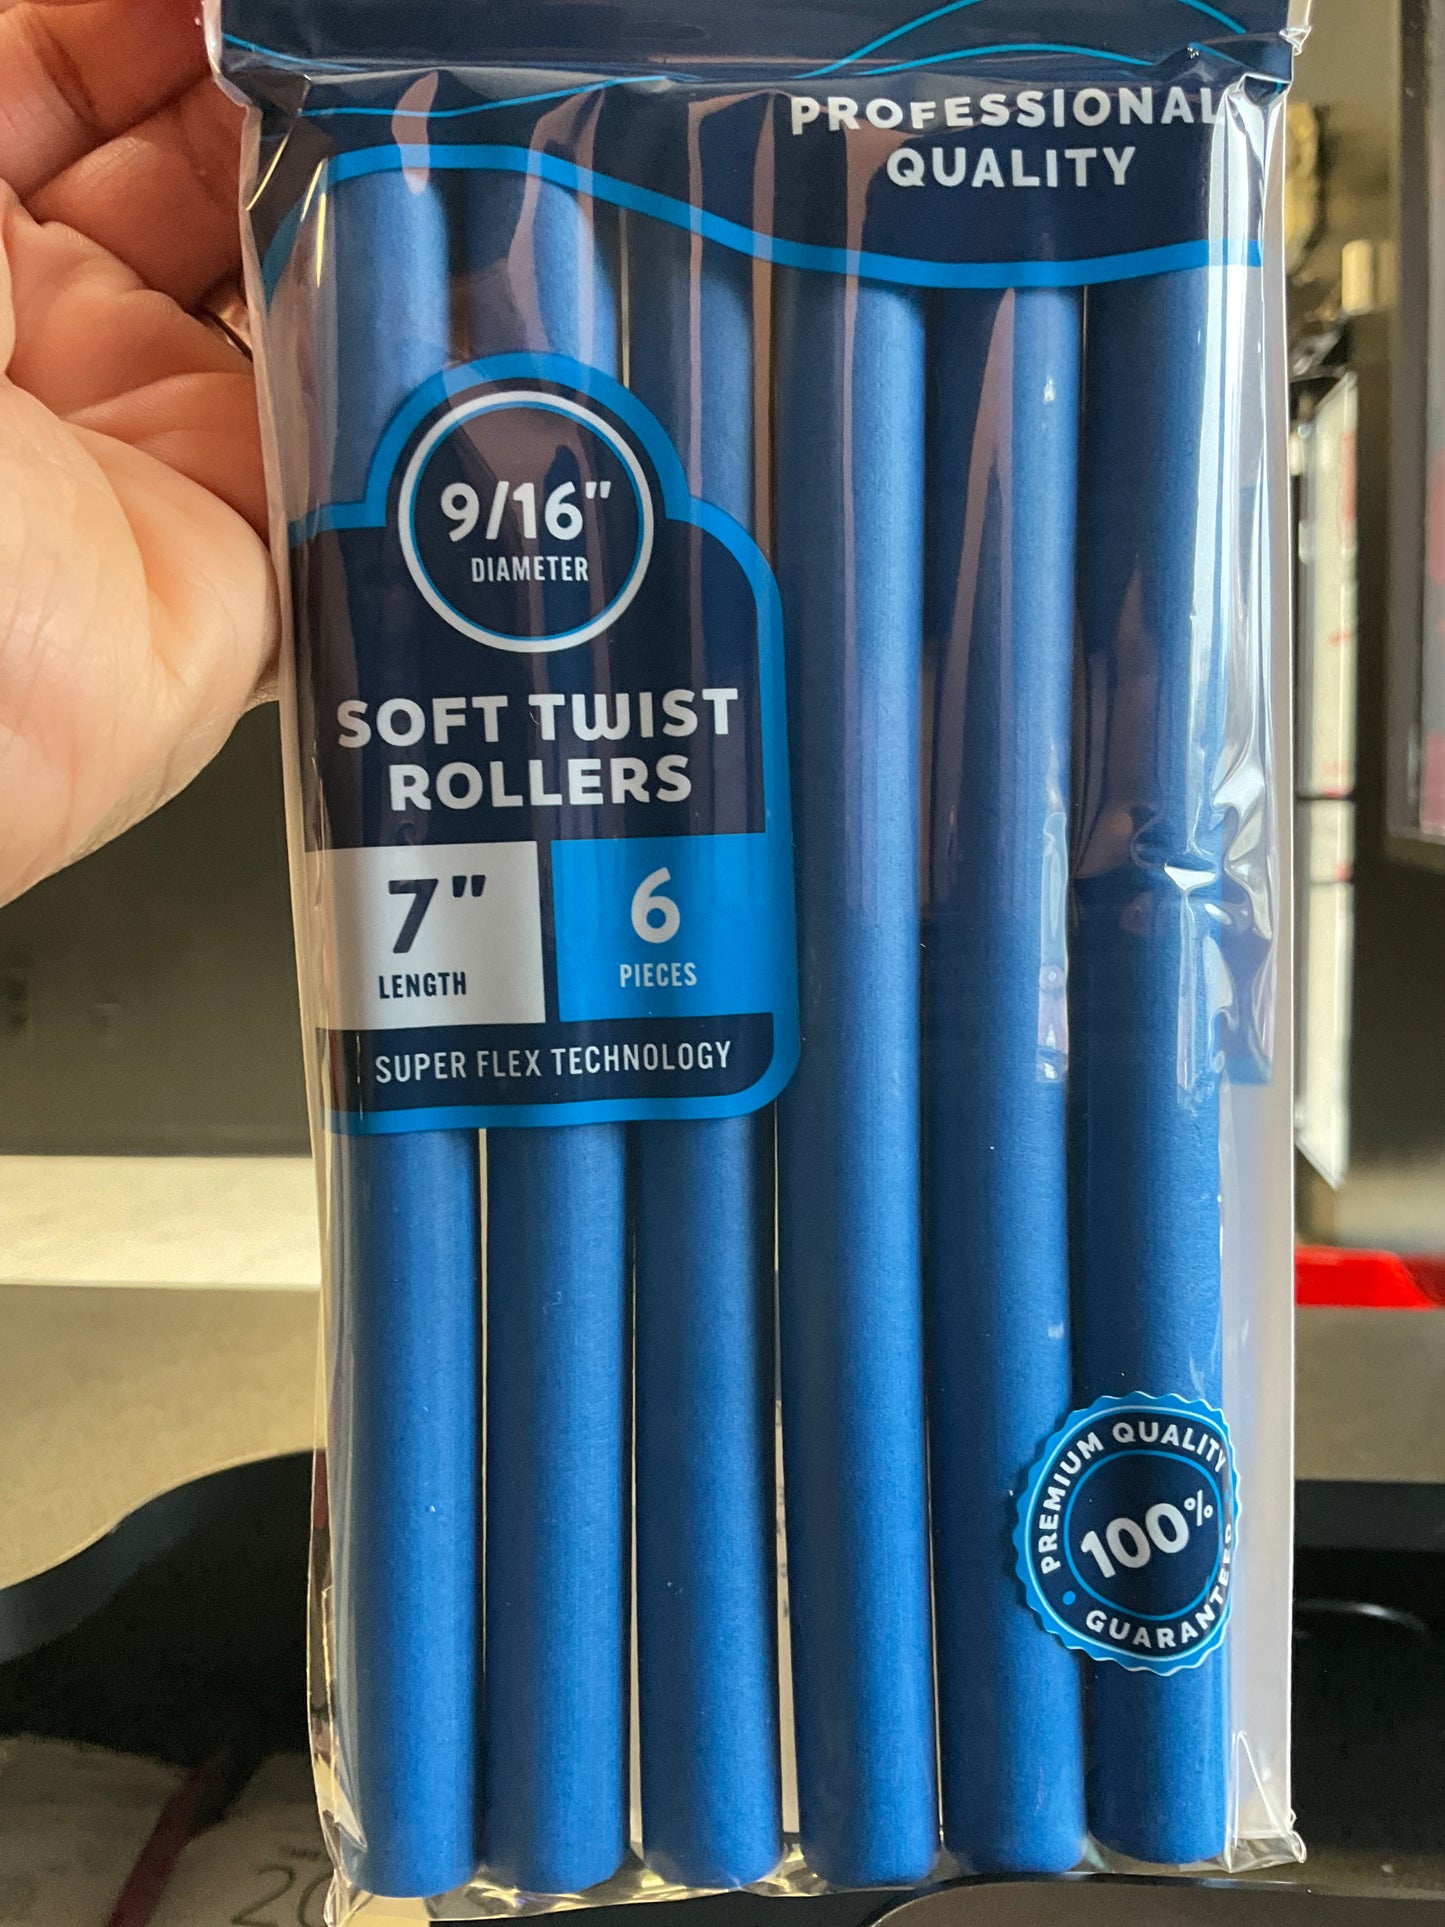 PROFESSIONAL
QUALITY
9/16"
DIAMETER
SOFT TWIST
ROLLERS
7"
LENGTH
6
PIECES
SUPER FLEX TECHNOLOGY
PREMIUM QUALITY
100%
GUARANTEED
20